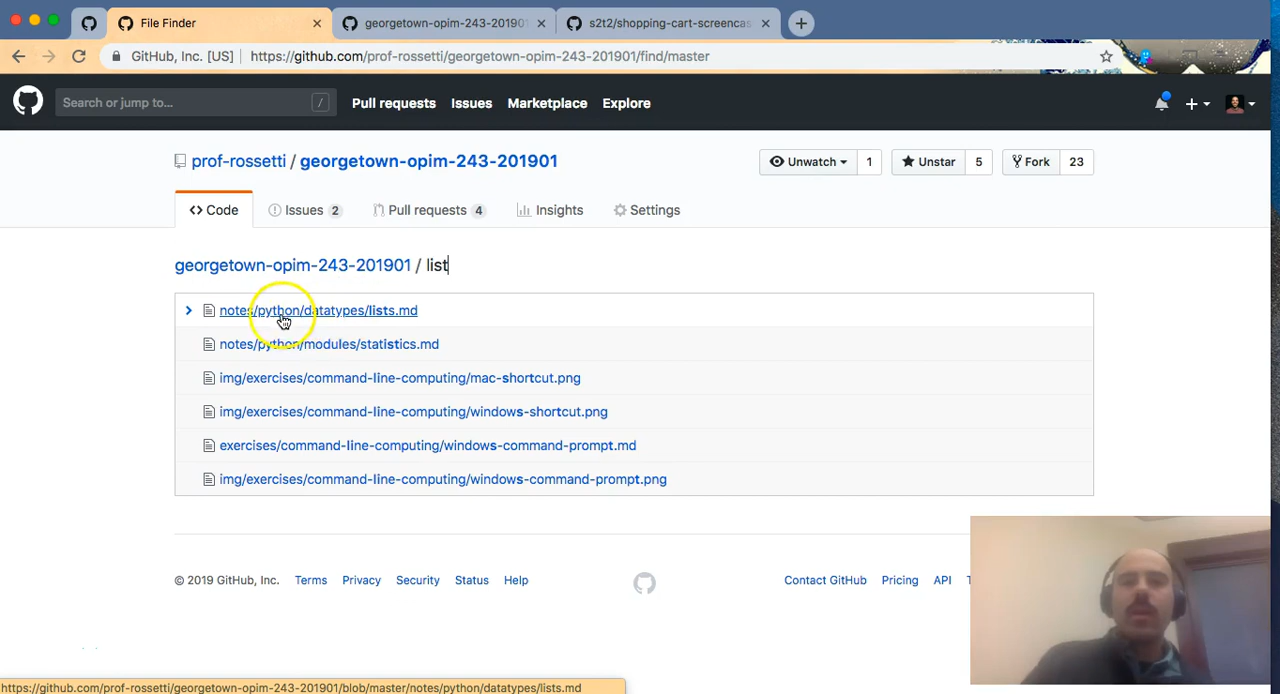 File Finder
georgetown-opim-243-201901
s2t2/shopping-cart-screencas
GitHub, Inc. [US] https://github.com/prof-rossetti/georgetown-opim-243-201901/find/master
Search or jump to... /
Pull requests Issues Marketplace Explore
prof-rossetti / georgetown-opim-243-201901
Unwatch 1 Unstar 5 Fork 23
Code Issues 2 Pull requests 4 Insights Settings
georgetown-opim-243-201901 / list
notes/python/datatypes/lists.md
notes/python/modules/statistics.md
img/exercises/command-line-computing/mac-shortcut.png
img/exercises/command-line-computing/windows-shortcut.png
exercises/command-line-computing/windows-command-prompt.md
img/exercises/command-line-computing/windows-command-prompt.png
© 2019 GitHub, Inc. Terms Privacy Security Status Help
Contact GitHub Pricing API T
https://github.com/prof-rossetti/georgetown-opim-243-201901/blob/master/notes/python/datatypes/lists.md